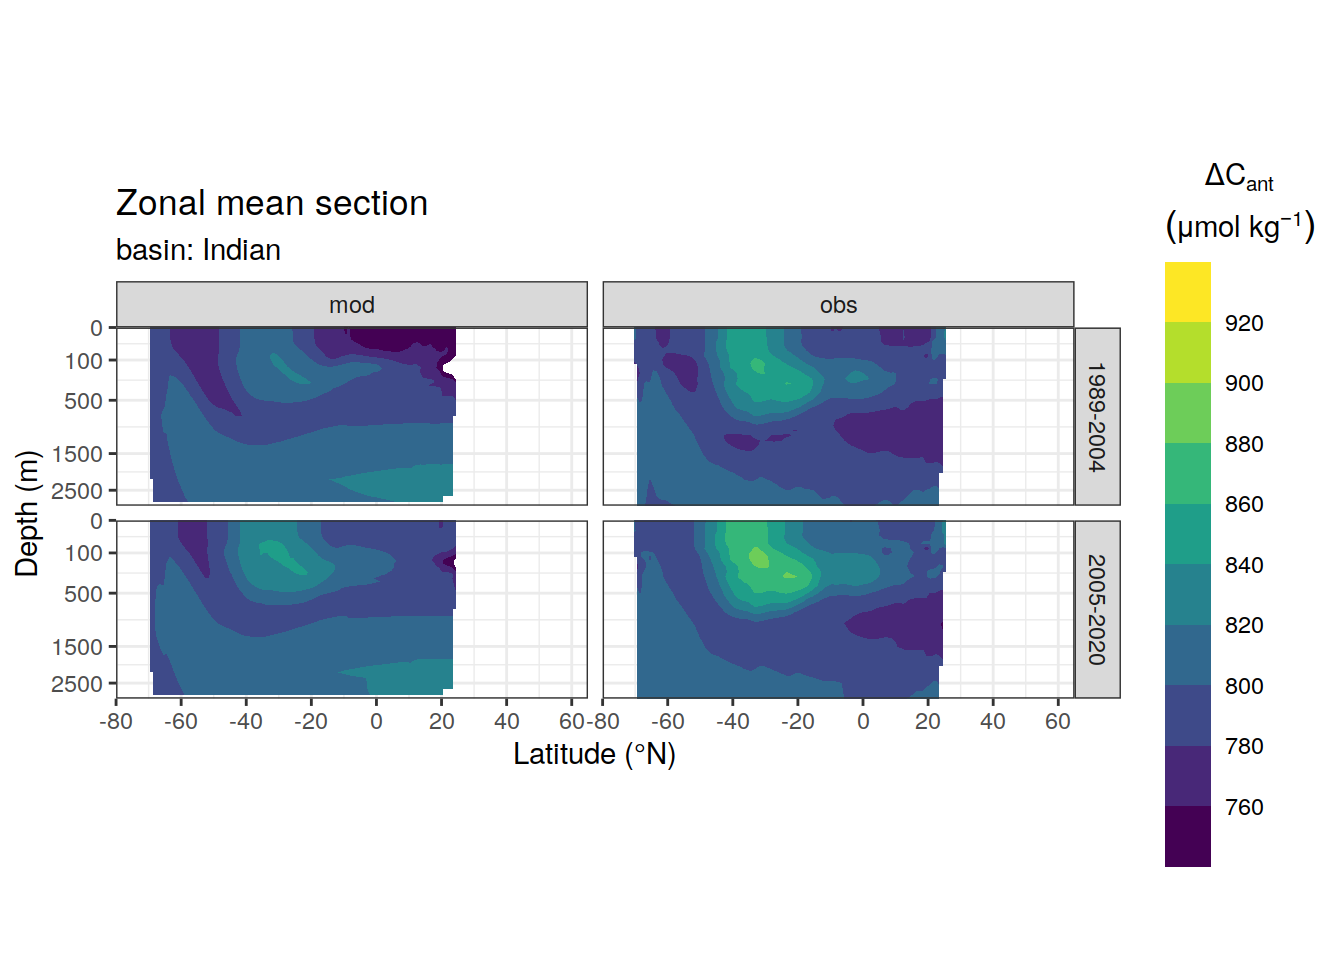 Zonal mean section
basin: Indian
mod
obs
0
100
500
1500
2500
1989-2004
0
100
500
1500
2500
2005-2020
-80 -60 -40 -20 0 20 40 60
-80 -60 -40 -20 0 20 40 60
Latitude (°N)
Depth (m)
ΔCant
(μmol kg⁻¹)
920
900
880
860
840
820
800
780
760